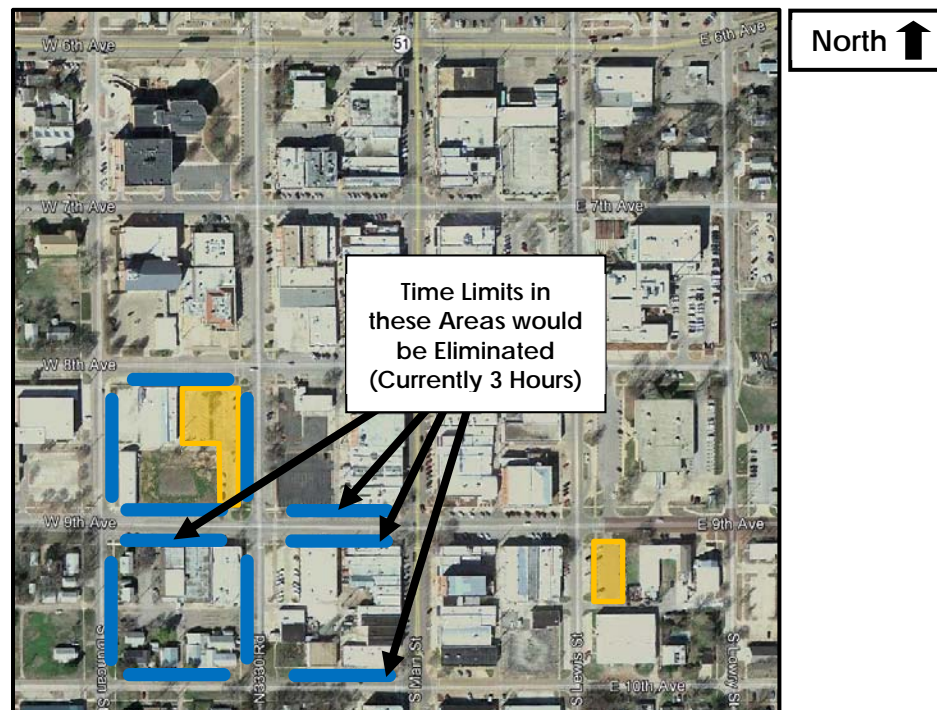 North
W 6th Ave
51
E 6th Ave
W 7th Ave
E 7th Ave
Time Limits in
these Areas would
be Eliminated
(Currently 3 Hours)
W 8th Ave
W 9th Ave
E 9th Ave
S Duncan S
N3330 Rd
S Main St
S Lewis St
S Lowry St
E 10th Ave